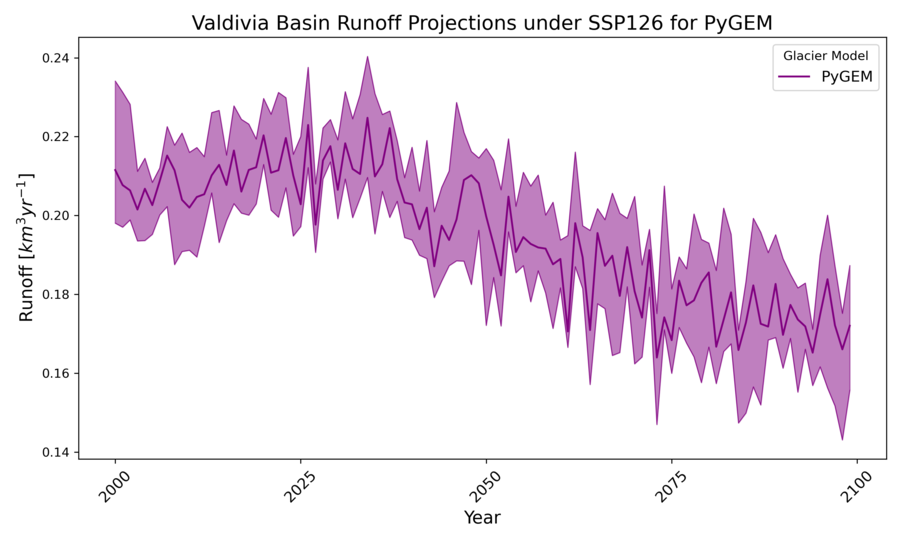 Valdivia Basin Runoff Projections under SSP126 for PyGEM
Glacier Model
PyGEM
Runoff [km³yr⁻¹]
0.24
0.22
0.20
0.18
0.16
0.14
2000
2025
2050
2075
2100
Year